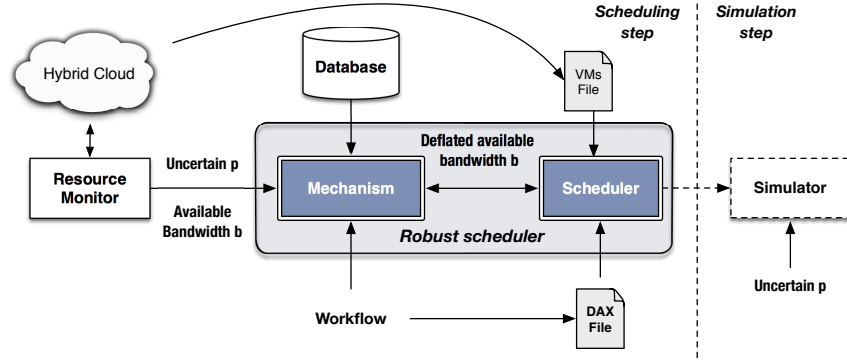 Scheduling
step
Simulation
step
Hybrid Cloud
Database
VMs
File
Deflated available
bandwidth b
Uncertain p
Resource
Monitor
Mechanism
Scheduler
Simulator
Available
Bandwidth b
Robust scheduler
Uncertain p
Workflow
DAX
File